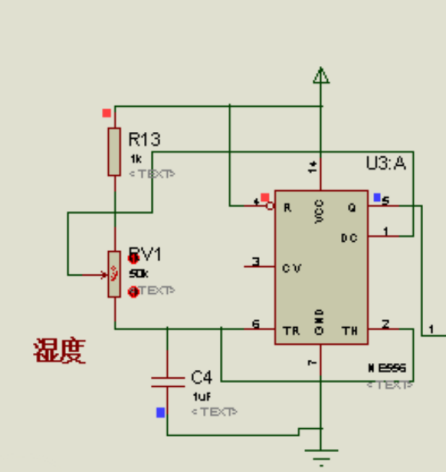 R13
1k
<TEXT>
U3:A
14
4
R
VCC
Q
5
DC
1
RV1
50k
<TEXT>
3
CV
6
TR
GND
TH
2
1
湿度
7
NE556
<TEXT>
C4
1uF
<TEXT>